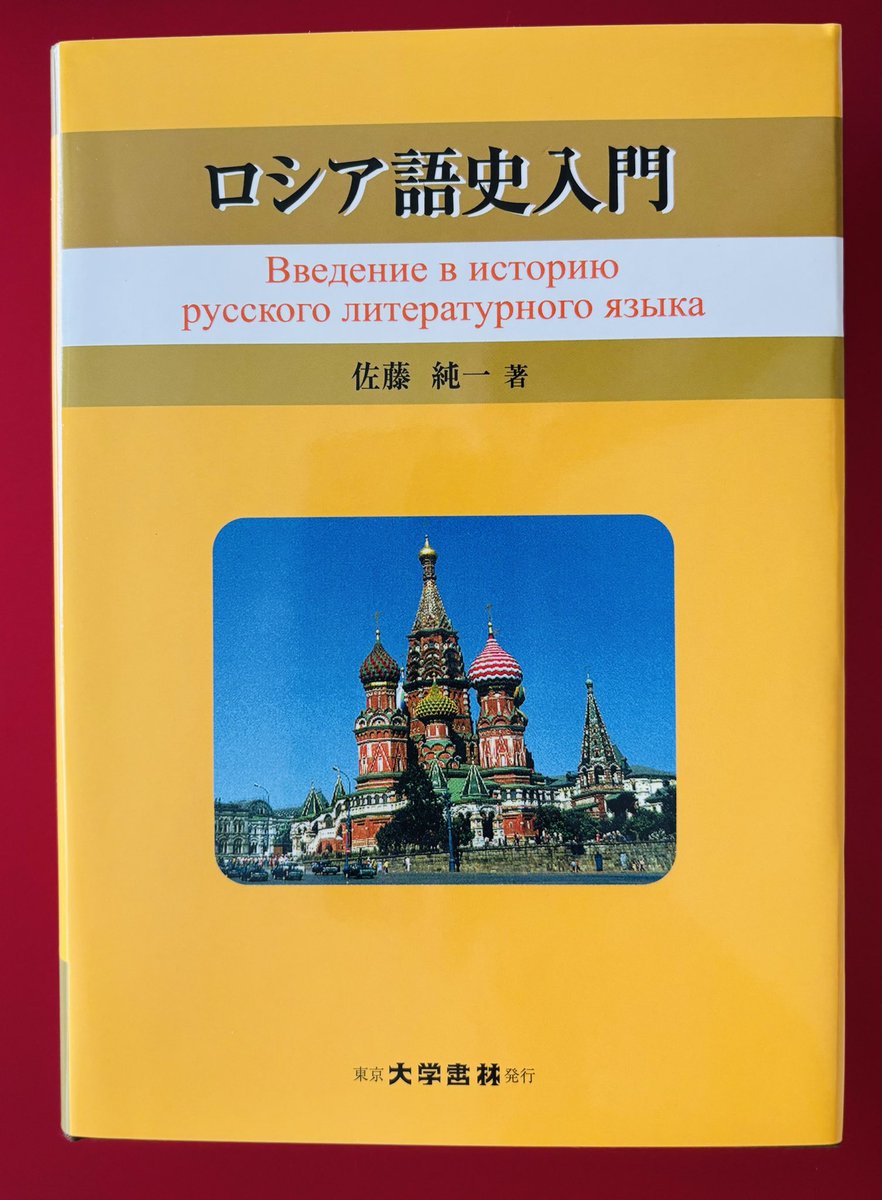 ロシア語史入門
Введение в историю
русского литературного языка
佐藤 純一 著
東京 大学書林 発行